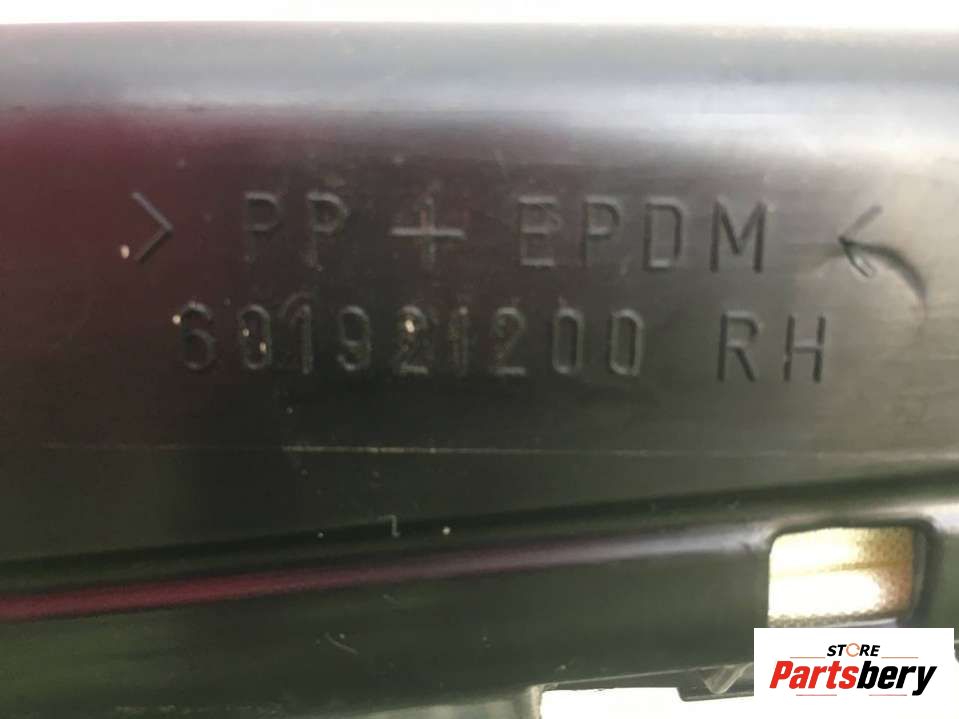 > PP + EPDM <
601921200 RH
STORE
Partsbery